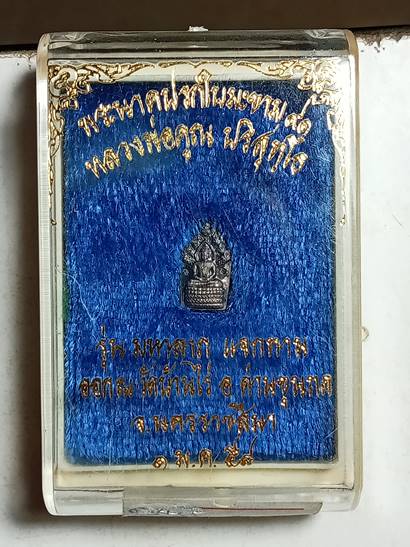 พระนาคปรกใบมะขาม ๙๒
หลวงพ่อคูณ ปริสุทฺโธ
รุ่น มหาลาภ แจกทาน
ออก ณ วัดบ้านไร่ อ.ด่านขุนทด
จ.นครราชสีมา
๑ พ.ค. ๕๘